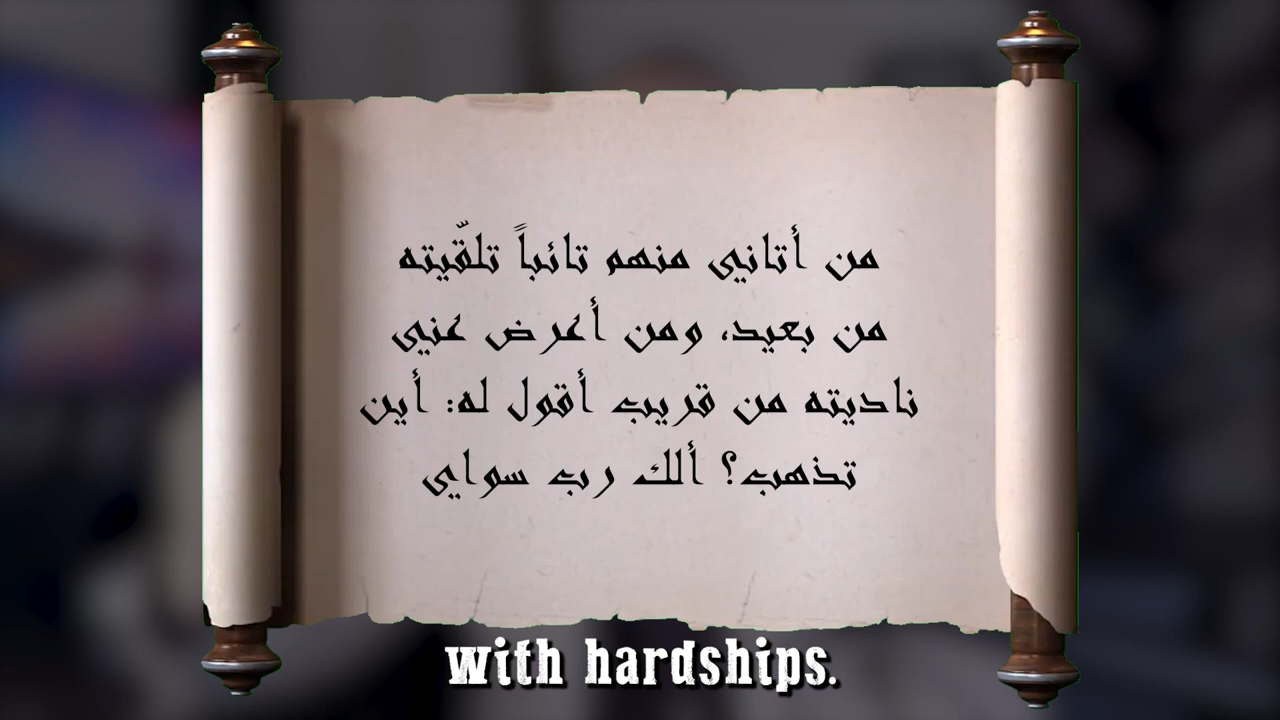 من أتاني منهم تائباً تلقّيته
من بعيد، ومن أعرض عني
ناديته من قريب أقول له: أين
تذهب؟ ألك رب سواي
with hardships.